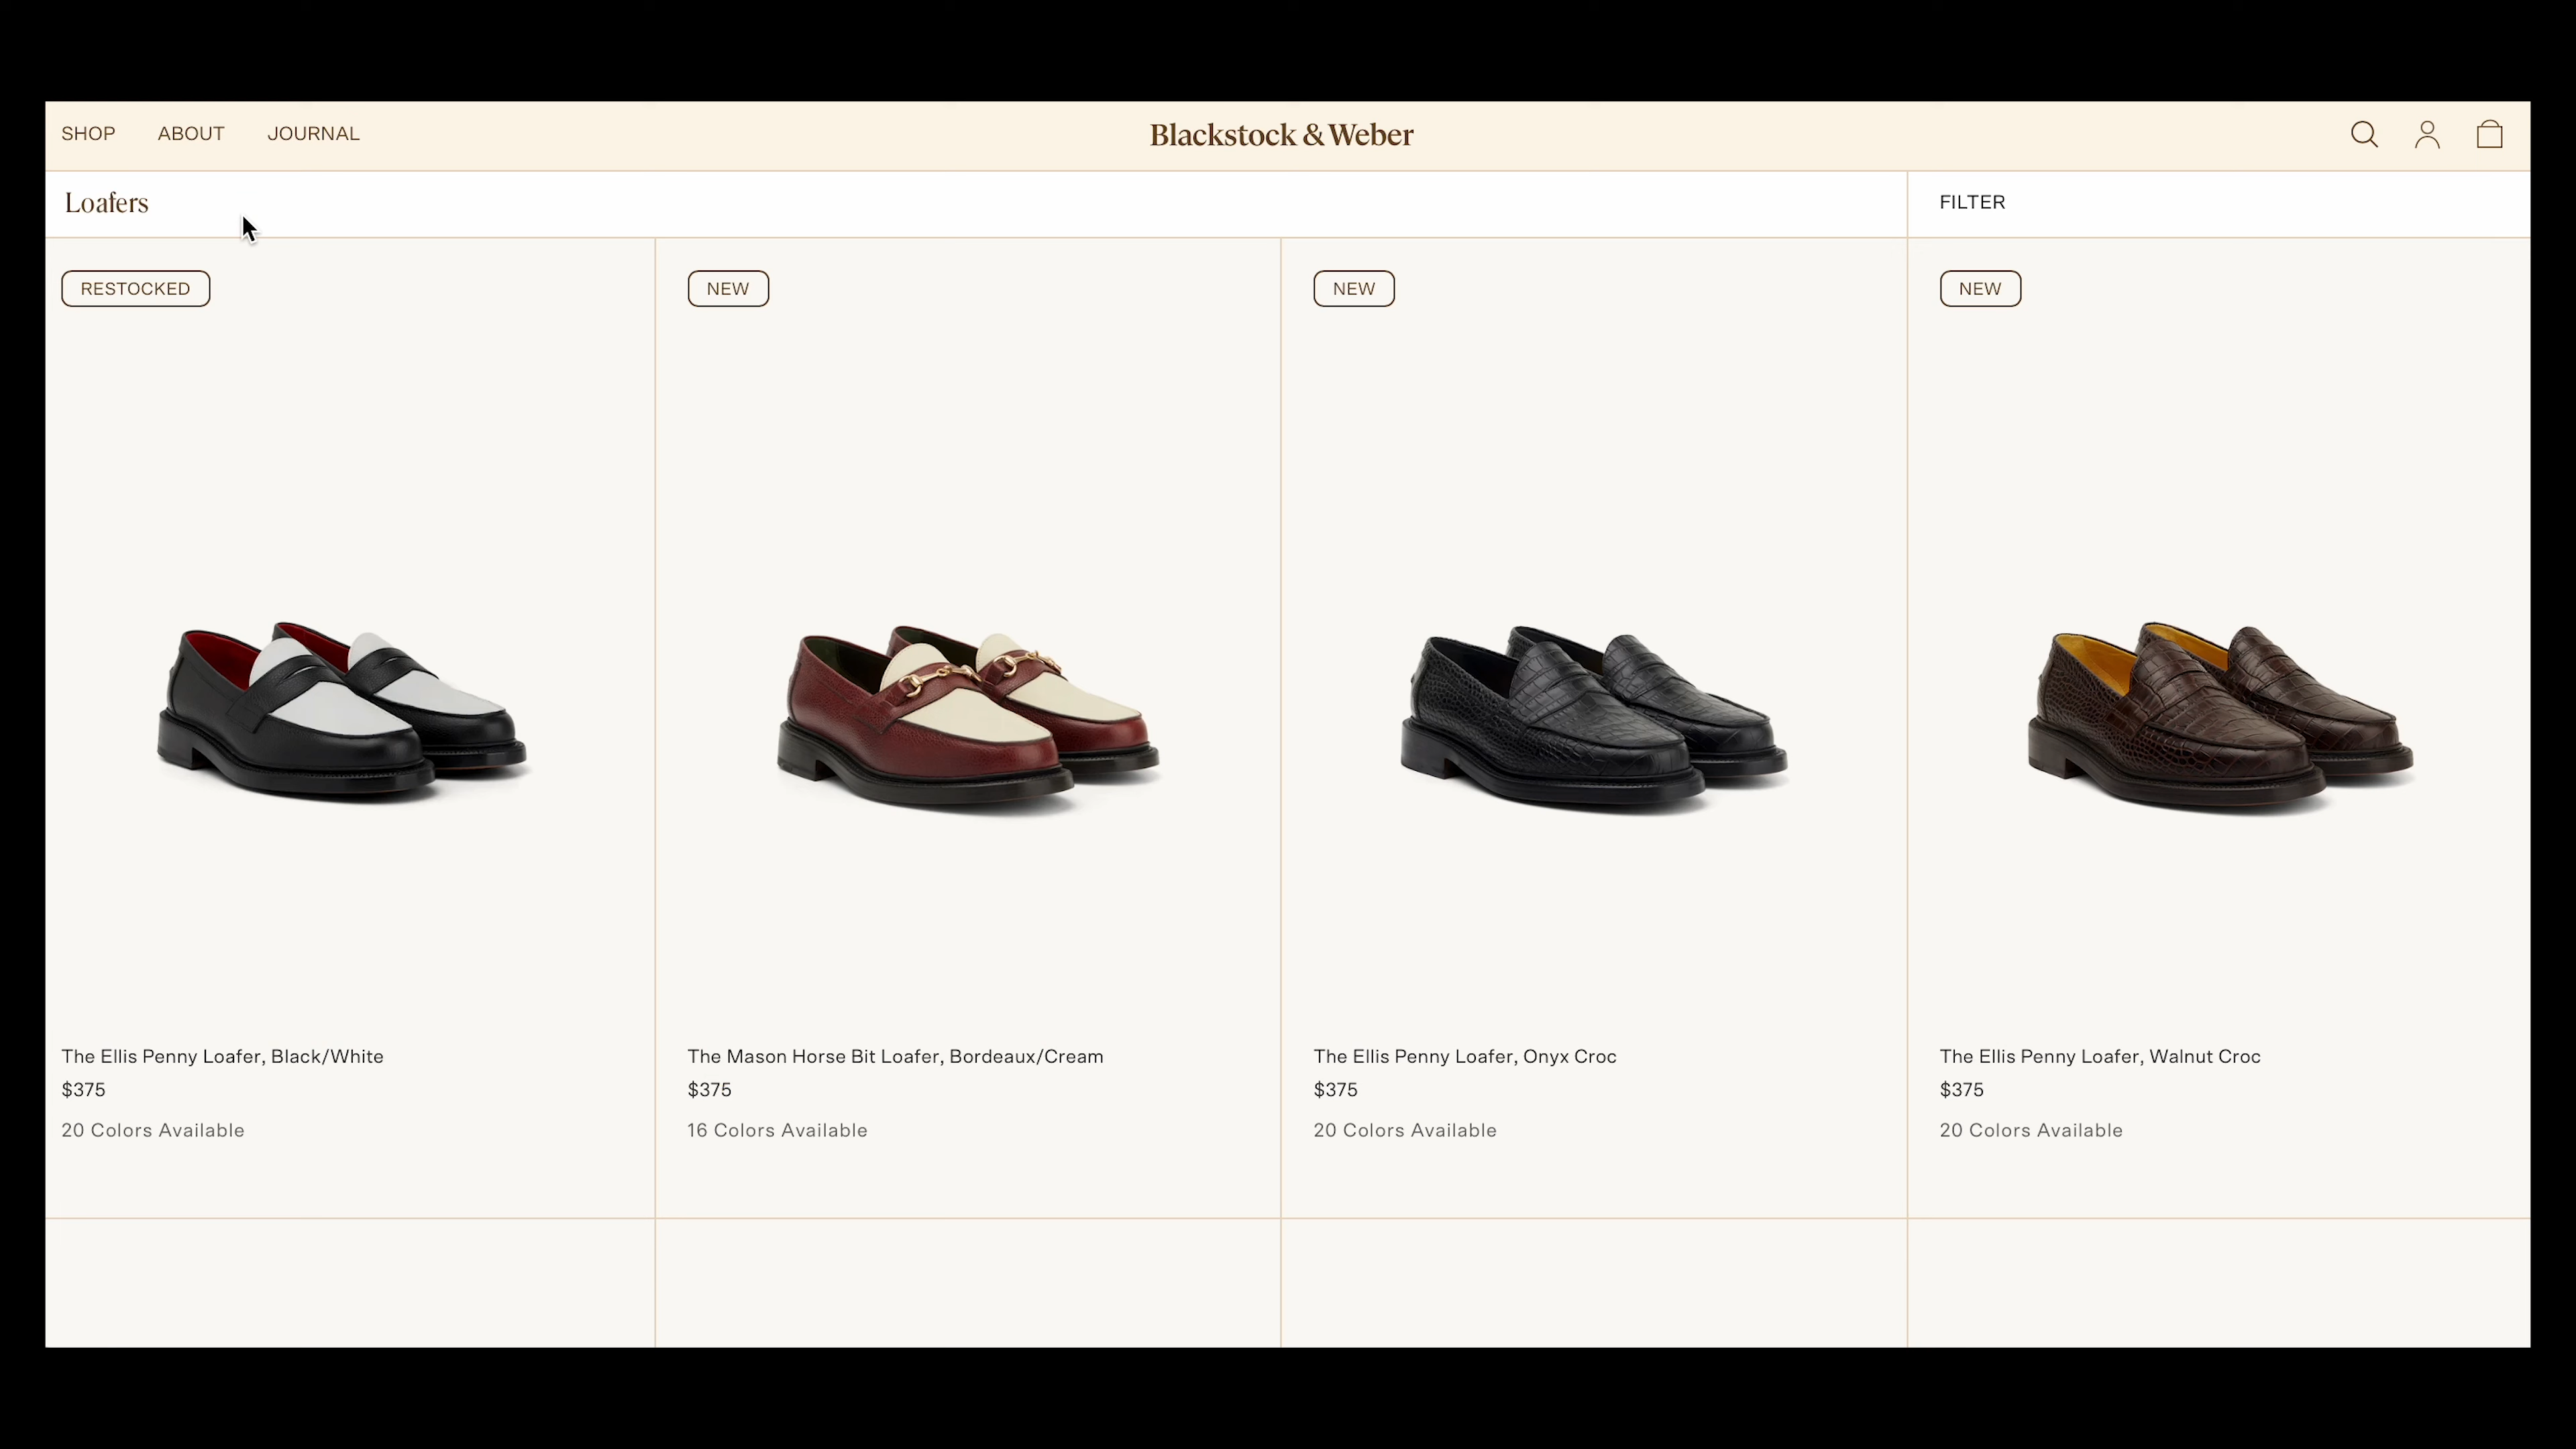 SHOP ABOUT JOURNAL Blackstock & Weber
Loafers FILTER
RESTOCKED NEW NEW NEW
The Ellis Penny Loafer, Black/White
$375
20 Colors Available
The Mason Horse Bit Loafer, Bordeaux/Cream
$375
16 Colors Available
The Ellis Penny Loafer, Onyx Croc
$375
20 Colors Available
The Ellis Penny Loafer, Walnut Croc
$375
20 Colors Available